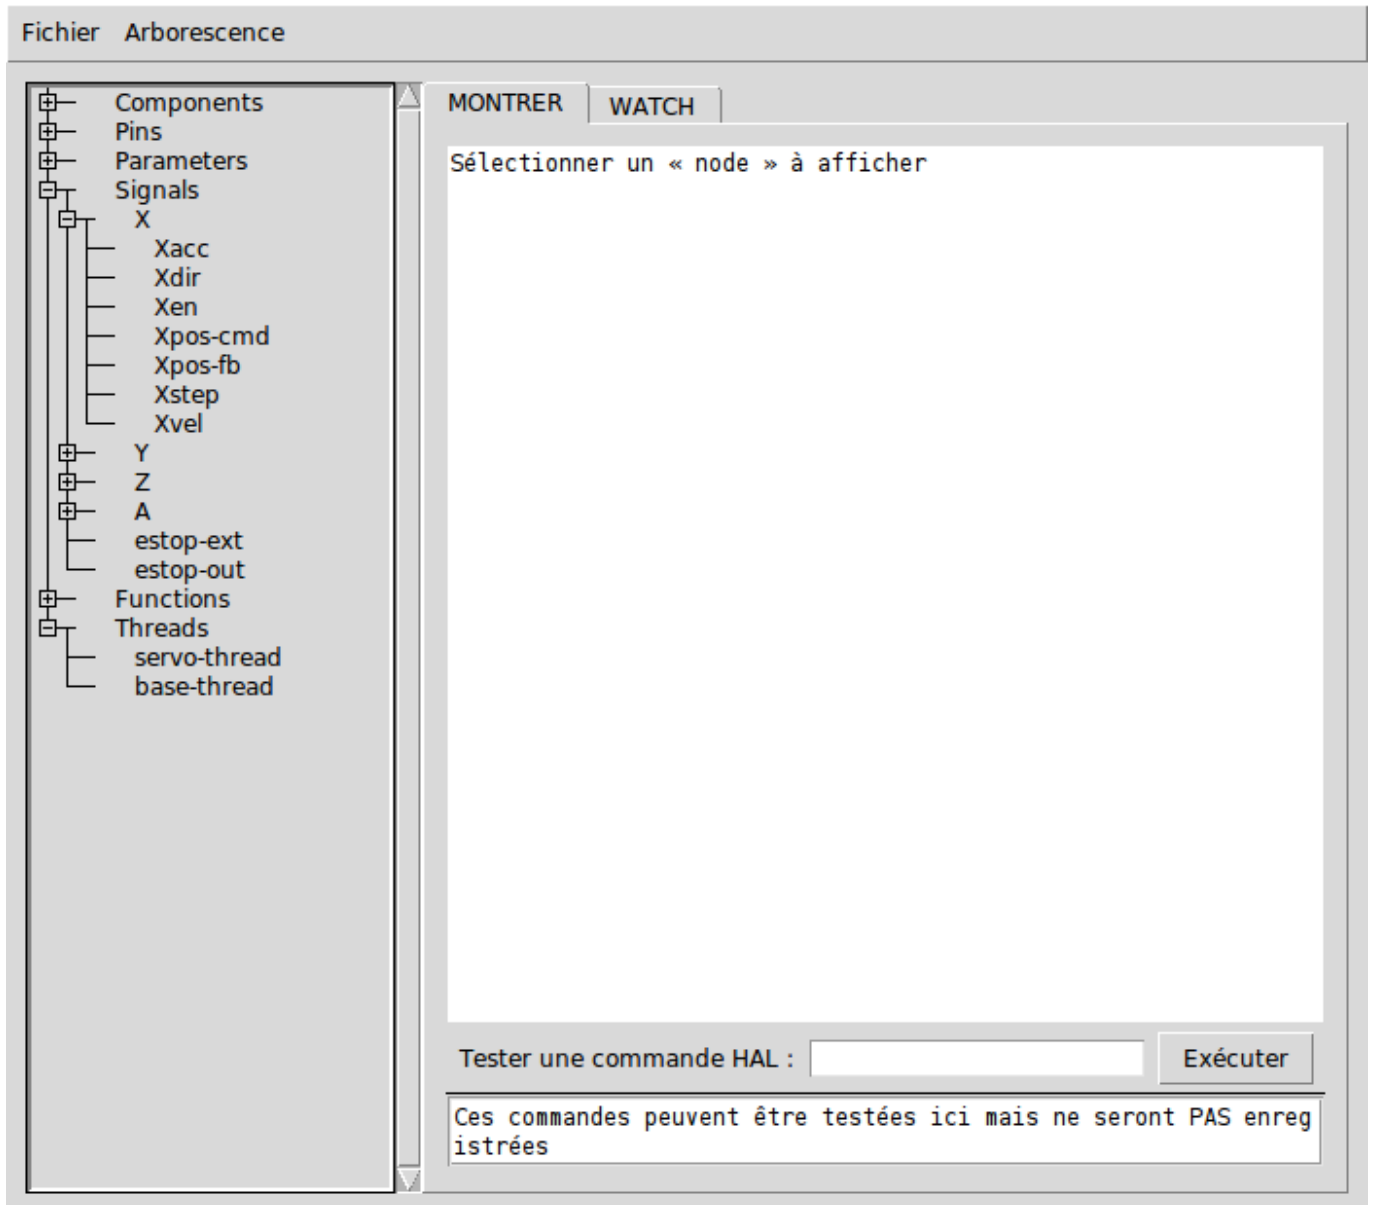 Fichier Arborescence
Components
Pins
Parameters
Signals
X
Xacc
Xdir
Xen
Xpos-cmd
Xpos-fb
Xstep
Xvel
Y
Z
A
estop-ext
estop-out
Functions
Threads
servo-thread
base-thread
MONTRER WATCH
Sélectionner un « node » à afficher
Tester une commande HAL : Exécuter
Ces commandes peuvent être testées ici mais ne seront PAS enreg
istrées